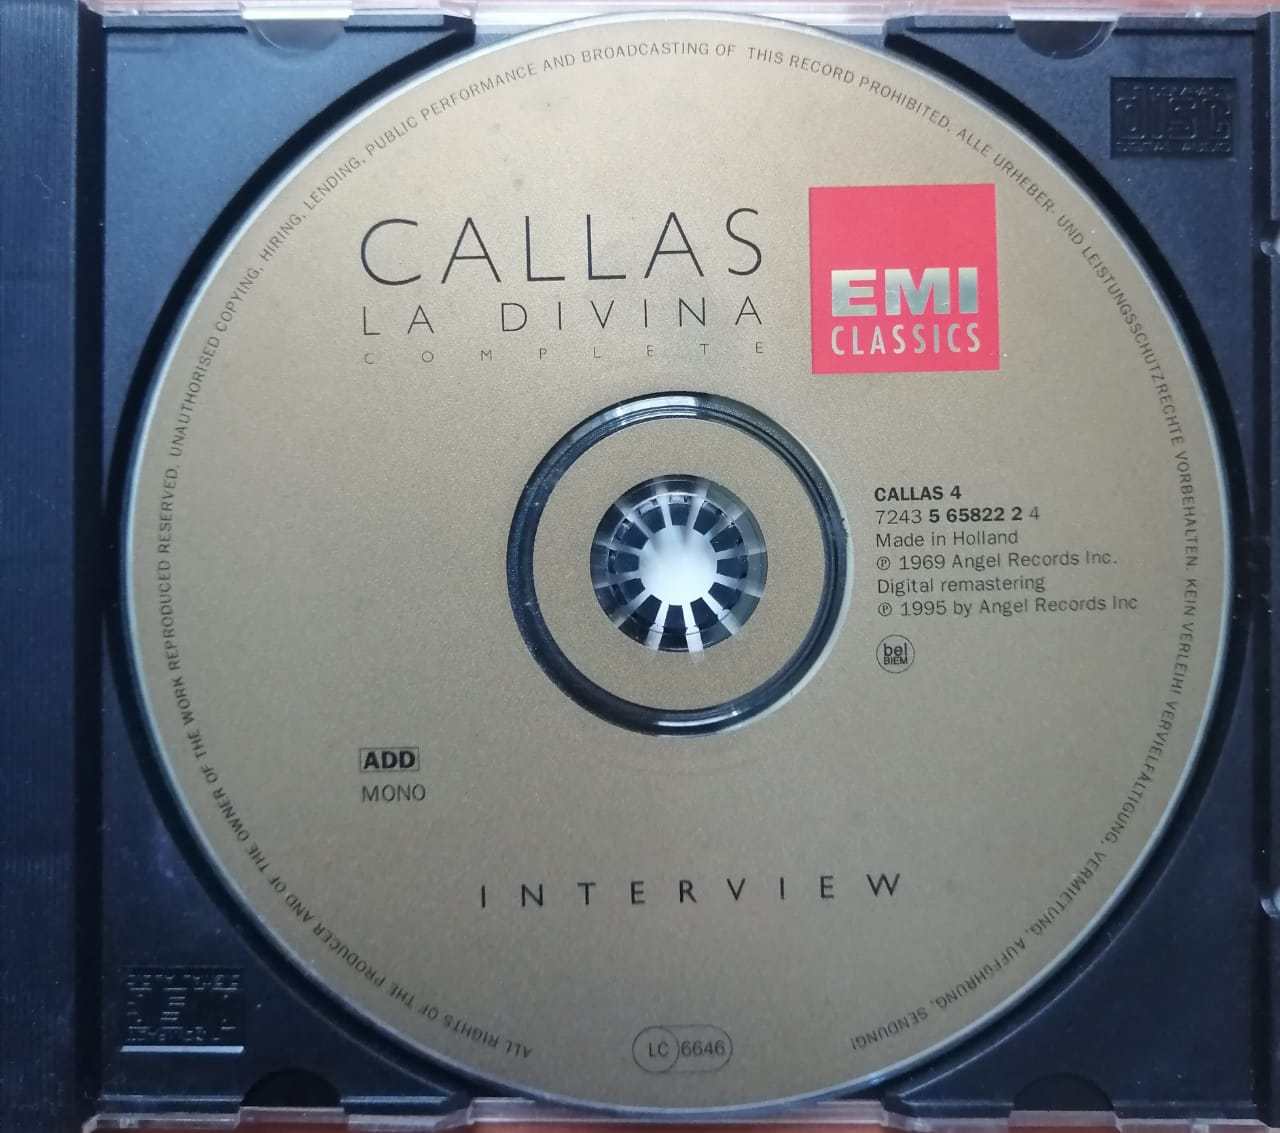 ALL RIGHTS OF THE PRODUCER AND OF THE OWNER OF THE WORK REPRODUCED RESERVED. UNAUTHORISED COPYING, HIRING, LENDING, PUBLIC PERFORMANCE AND BROADCASTING OF THIS RECORD PROHIBITED. ALLE URHEBER- UND LEISTUNGSSCHUTZRECHTE VORBEHALTEN. KEIN VERLEIH! VERVIELFÄLTIGUNG, VERMIETUNG, AUFFÜHRUNG, SENDUNG!
CALLAS
LA DIVINA
COMPLETE
EMI
CLASSICS
CALLAS 4
7243 5 65822 2 4
Made in Holland
℗ 1969 Angel Records Inc.
Digital remastering
℗ 1995 by Angel Records Inc
bel
BIEM
ADD
MONO
INTERVIEW
LC 6646
disc
DIGITAL AUDIO